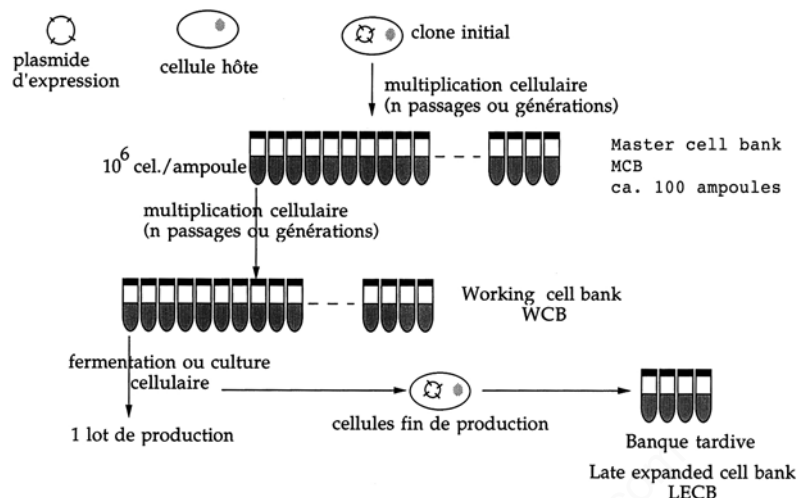 plasmide
d'expression
cellule hôte
clone initial
multiplication cellulaire
(n passages ou générations)
10^6 cel./ampoule
Master cell bank
MCB
ca. 100 ampoules
multiplication cellulaire
(n passages ou générations)
Working cell bank
WCB
fermentation ou culture
cellulaire
1 lot de production
cellules fin de production
Banque tardive
Late expanded cell bank
LECB